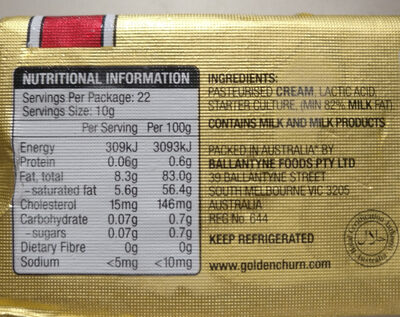 NUTRITIONAL INFORMATION
Servings Per Package: 22
Servings Size: 10g
Per Serving Per 100g
Energy 309kJ 3093kJ
Protein 0.06g 0.6g
Fat, total 8.3g 83.0g
-saturated fat 5.6g 56.4g
Cholesterol 15mg 146mg
Carbohydrate 0.07g 0.7g
-sugars 0.07g 0.7g
Dietary Fibre 0g 0g
Sodium <5mg <10mg
INGREDIENTS:
PASTEURISED CREAM, LACTIC ACID
STARTER CULTURE, (MIN 82% MILK FAT)
CONTAINS MILK AND MILK PRODUCTS
PACKED IN AUSTRALIA* BY
BALLANTYNE FOODS PTY LTD
39 BALLANTYNE STREET
SOUTH MELBOURNE VIC 3205
AUSTRALIA
REG No. 644
KEEP REFRIGERATED
www.goldenchurn.com